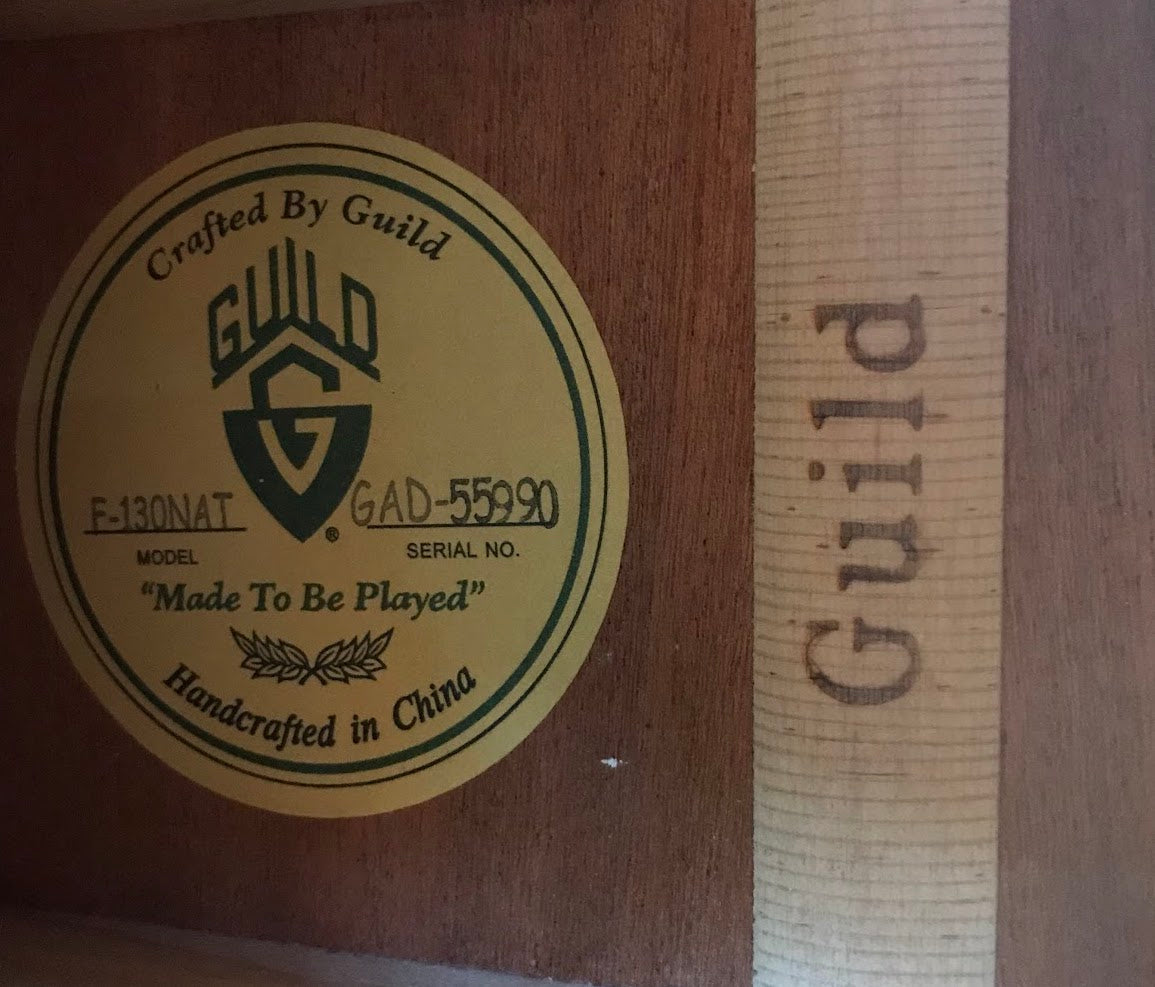 Crafted By Guild
GUILD
G
F-130NAT GAD-55990
MODEL SERIAL NO.
®
"Made To Be Played"
Handcrafted in China
Guild